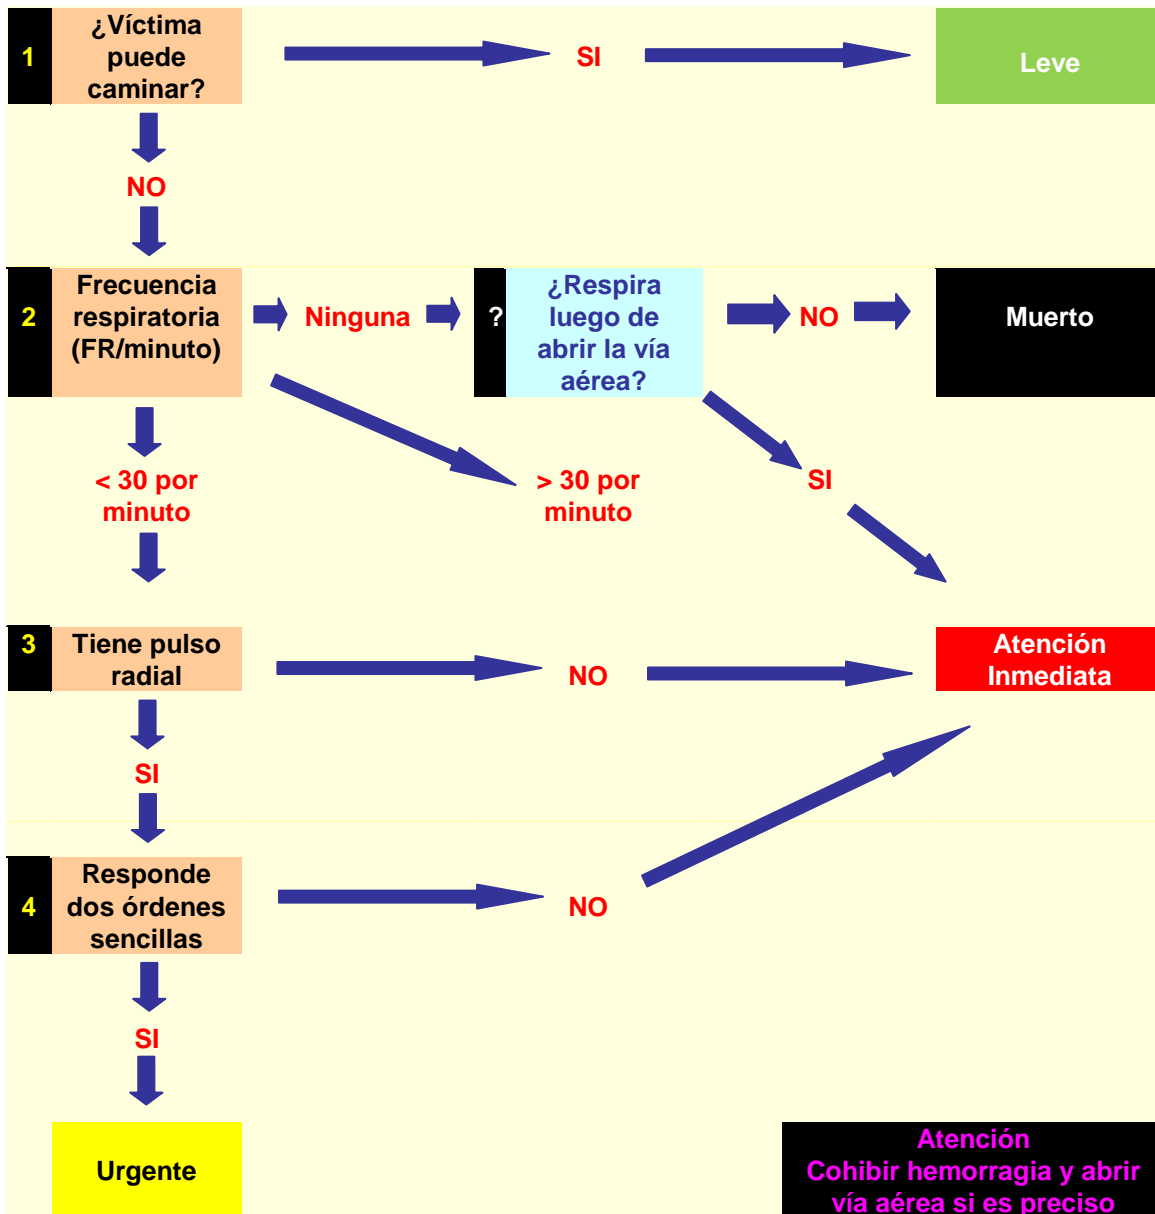 1
¿Víctima
puede
caminar?
SI
Leve
NO
2
Frecuencia
respiratoria
(FR/minuto)
Ninguna
?
¿Respira
luego de
abrir la vía
aérea?
NO
Muerto
< 30 por
minuto
> 30 por
minuto
SI
3
Tiene pulso
radial
NO
Atención
Inmediata
SI
4
Responde
dos órdenes
sencillas
NO
SI
Urgente
Atención
Cohibir hemorragia y abrir
vía aérea si es preciso